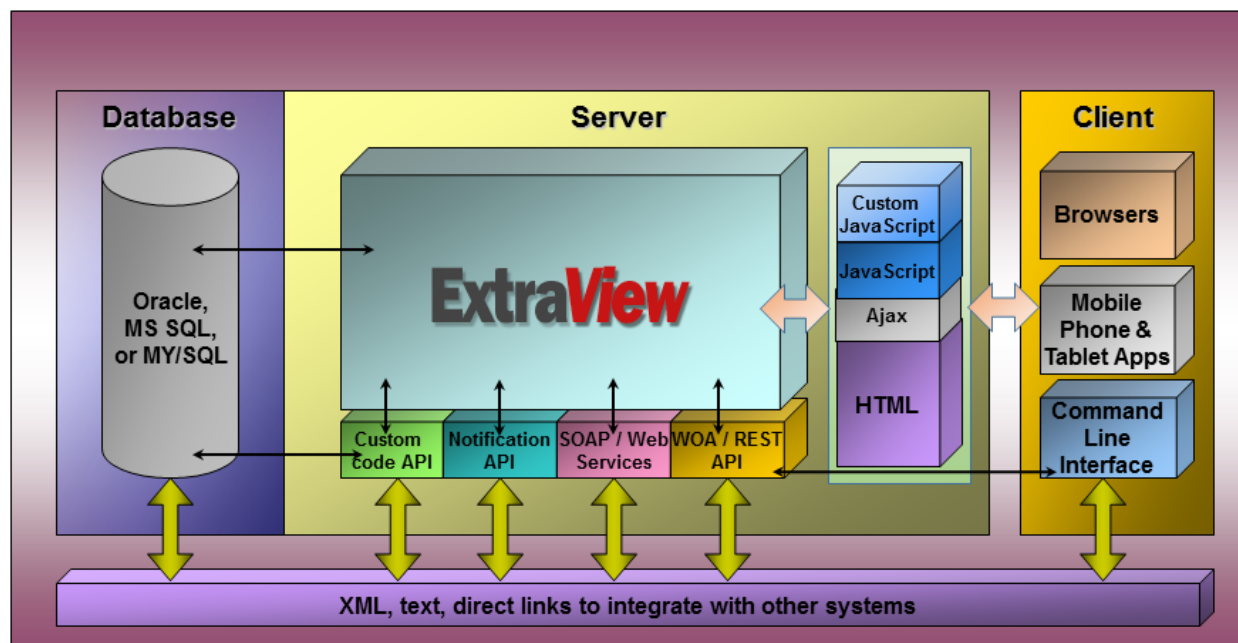 Database
Server
Client
Oracle,
MS SQL,
or MY/SQL
ExtraView
Custom
JavaScript
JavaScript
Ajax
HTML
Browsers
Mobile
Phone &
Tablet Apps
Command
Line
Interface
Custom
code API
Notification
API
SOAP / Web
Services
WOA / REST
API
XML, text, direct links to integrate with other systems